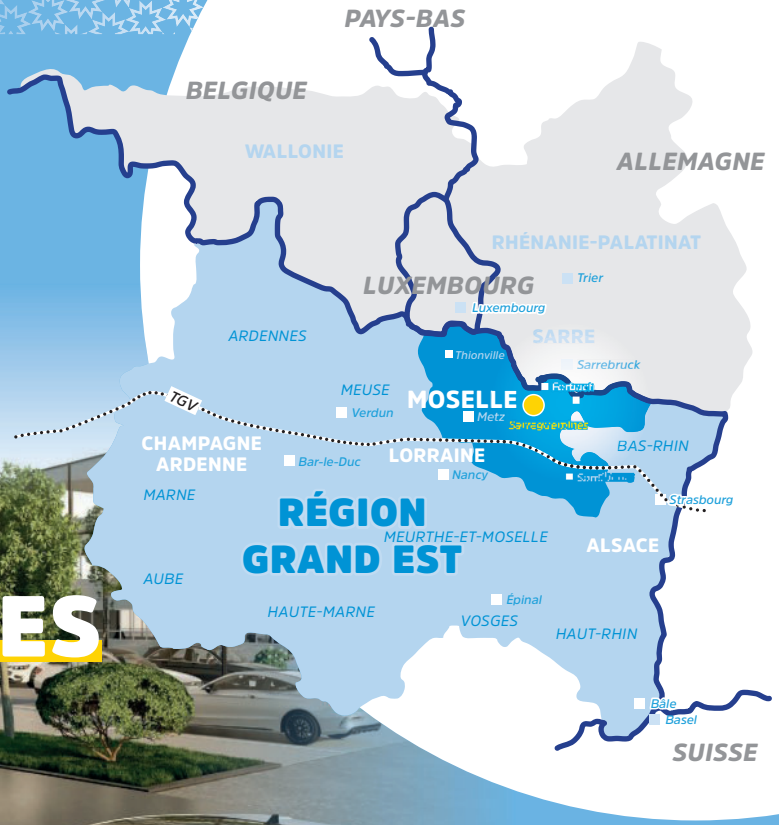 PAYS-BAS
BELGIQUE
WALLONIE
ALLEMAGNE
RHÉNANIE-PALATINAT
Trier
LUXEMBOURG
Luxembourg
SARRE
ARDENNES
Thionville
Sarrebruck
MEUSE
Forbach
MOSELLE
TGV
Verdun
Metz
Sarreguemines
CHAMPAGNE
ARDENNE
LORRAINE
BAS-RHIN
Bar-le-Duc
Nancy
MARNE
Strasbourg
RÉGION
GRAND EST
MEURTHE-ET-MOSELLE
ALSACE
AUBE
Épinal
HAUTE-MARNE
VOSGES
HAUT-RHIN
ES
Bâle
Basel
SUISSE